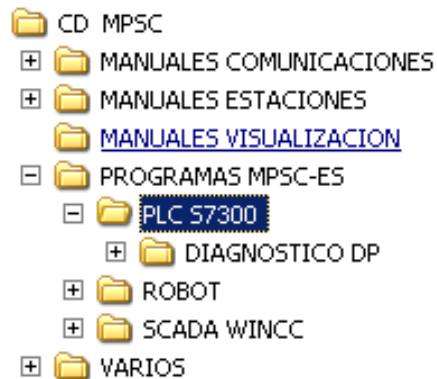 CD MPSC
MANUALES COMUNICACIONES
MANUALES ESTACIONES
MANUALES VISUALIZACION
PROGRAMAS MPSC-ES
PLC S7300
DIAGNOSTICO DP
ROBOT
SCADA WINCC
VARIOS